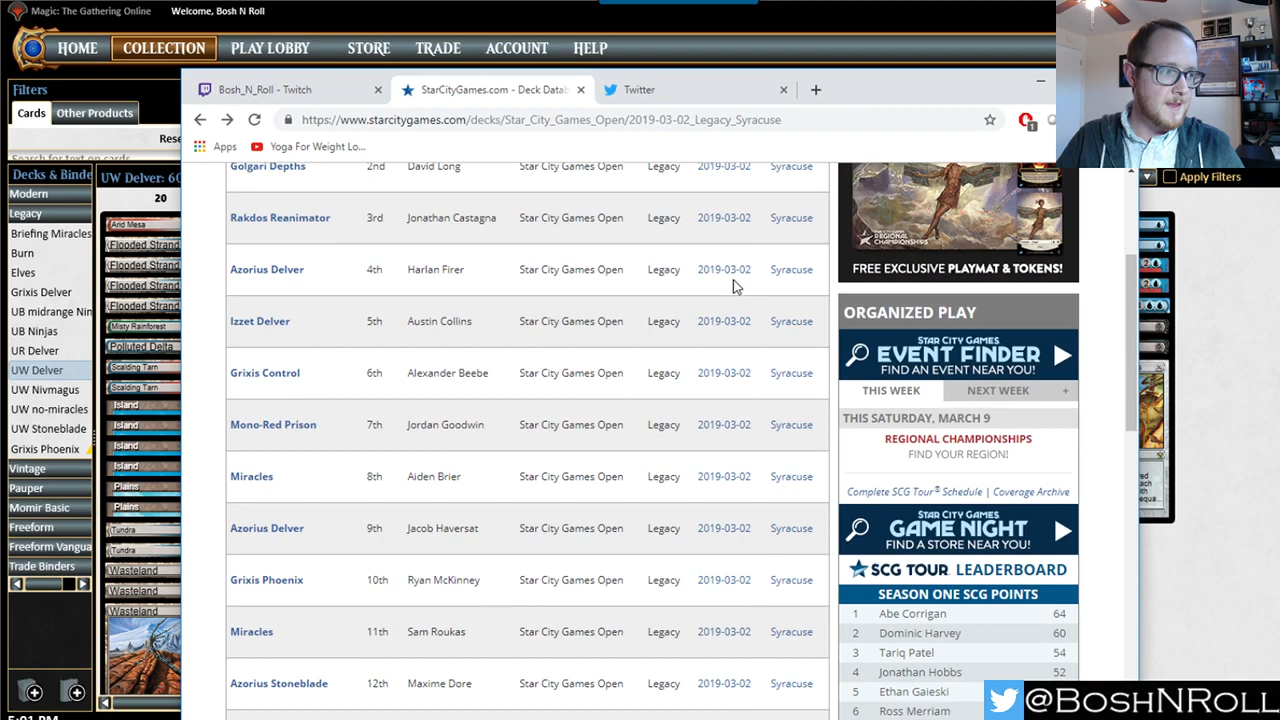 Magic: The Gathering Online Welcome, Bosh N Roll
HOME COLLECTION PLAY LOBBY STORE TRADE ACCOUNT HELP
Filters
Cards Other Products
Search for text on cards
Decks & Binde
Modern
Legacy
Briefing Miracles
Burn
Elves
Grixis Delver
UB midrange Nin
UB Ninjas
UR Delver
UW Delver
UW Nivmagus
UW no-miracles
UW Stoneblade
Grixis Phoenix
Vintage
Pauper
Momir Basic
Freeform
Freeform Vangua
Trade Binders
UW Delver: 60
20
Arid Mesa
Flooded Strand
Flooded Strand
Flooded Strand
Flooded Strand
Misty Rainforest
Polluted Delta
Scalding Tarn
Scalding Tarn
Island
Island
Island
Island
Plains
Plains
Tundra
Tundra
Wasteland
Wasteland
Wasteland
Bosh_N_Roll - Twitch
StarCityGames.com - Deck Datab
Twitter
https://www.starcitygames.com/decks/Star_City_Games_Open/2019-03-02_Legacy_Syracuse
1
Apps Yoga For Weight Lo...
Golgari Depths 2nd David Long Star City Games Open Legacy 2019-03-02 Syracuse
Rakdos Reanimator 3rd Jonathan Castagna Star City Games Open Legacy 2019-03-02 Syracuse
Azorius Delver 4th Harlan Firer Star City Games Open Legacy 2019-03-02 Syracuse
Izzet Delver 5th Austin Collins Star City Games Open Legacy 2019-03-02 Syracuse
Grixis Control 6th Alexander Beebe Star City Games Open Legacy 2019-03-02 Syracuse
Mono-Red Prison 7th Jordan Goodwin Star City Games Open Legacy 2019-03-02 Syracuse
Miracles 8th Aiden Brier Star City Games Open Legacy 2019-03-02 Syracuse
Azorius Delver 9th Jacob Haversat Star City Games Open Legacy 2019-03-02 Syracuse
Grixis Phoenix 10th Ryan McKinney Star City Games Open Legacy 2019-03-02 Syracuse
Miracles 11th Sam Roukas Star City Games Open Legacy 2019-03-02 Syracuse
Azorius Stoneblade 12th Maxime Dore Star City Games Open Legacy 2019-03-02 Syracuse
STAR CITY GAMES
REGIONAL
CHAMPIONSHIPS
FREE EXCLUSIVE PLAYMAT & TOKENS!
ORGANIZED PLAY
STAR CITY GAMES
EVENT FINDER
FIND AN EVENT NEAR YOU!
THIS WEEK NEXT WEEK +
THIS SATURDAY, MARCH 9
REGIONAL CHAMPIONSHIPS
FIND YOUR REGION!
Complete SCG Tour® Schedule | Coverage Archive
STAR CITY GAMES
GAME NIGHT
FIND A STORE NEAR YOU!
SCG TOUR LEADERBOARD
SEASON ONE SCG POINTS
1 Abe Corrigan 64
2 Dominic Harvey 60
3 Tariq Patel 54
4 Jonathan Hobbs 52
5 Ethan Gaieski
6 Ross Merriam
Apply Filters
@BoshNRoll